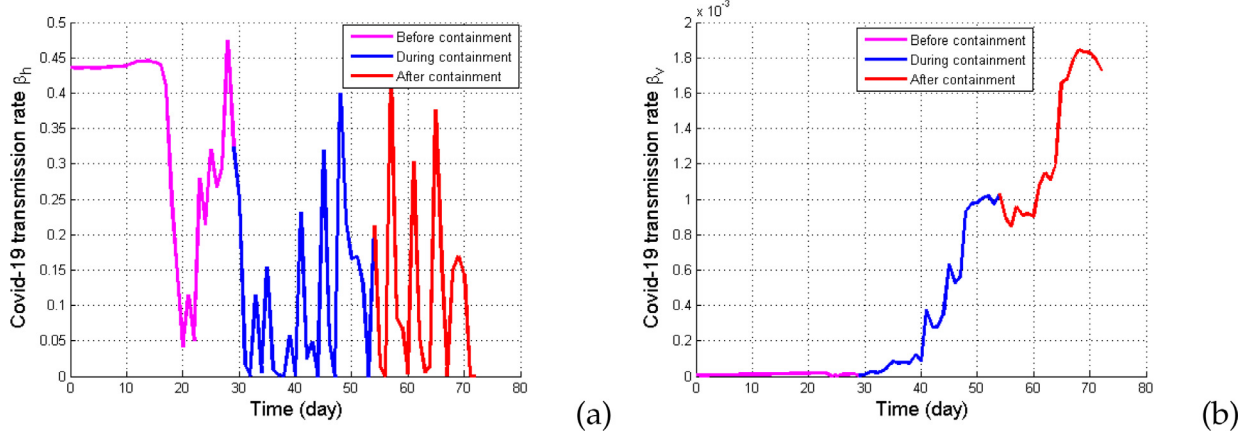 0.5
0.45
0.4
0.35
0.3
0.25
0.2
0.15
0.1
0.05
0
Covid-19 transmission rate βh
Before containment
During containment
After containment
0 10 20 30 40 50 60 70 80
Time (day)
(a)
x 10⁻³
2
1.8
1.6
1.4
1.2
1
0.8
0.6
0.4
0.2
0
Covid-19 transmission rate βv
Before containment
During containment
After containment
0 10 20 30 40 50 60 70 80
Time (day)
(b)